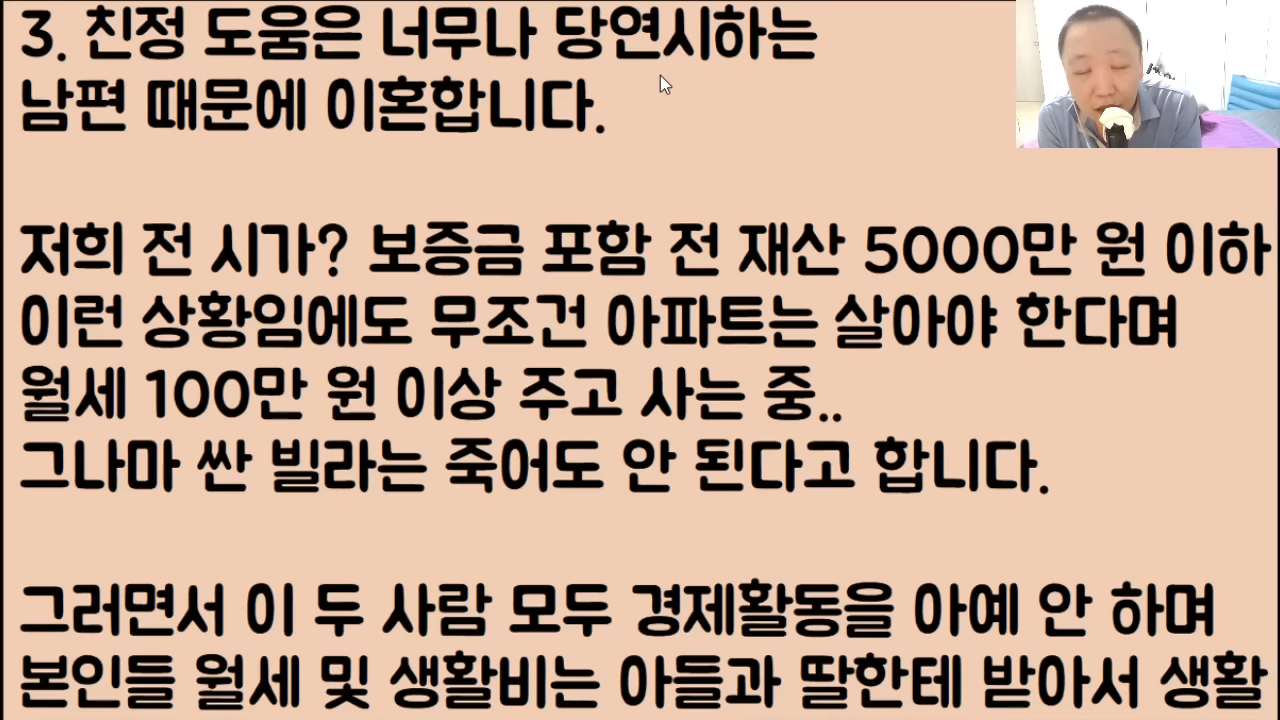 3. 친정 도움은 너무나 당연시하는
남편 때문에 이혼합니다.
저희 전 시가? 보증금 포함 전 재산 5000만 원 이하
이런 상황임에도 무조건 아파트는 살아야 한다며
월세 100만 원 이상 주고 사는 중..
그나마 싼 빌라는 죽어도 안 된다고 합니다.
그러면서 이 두 사람 모두 경제활동을 아예 안 하며
본인들 월세 및 생활비는 아들과 딸한테 받아서 생활